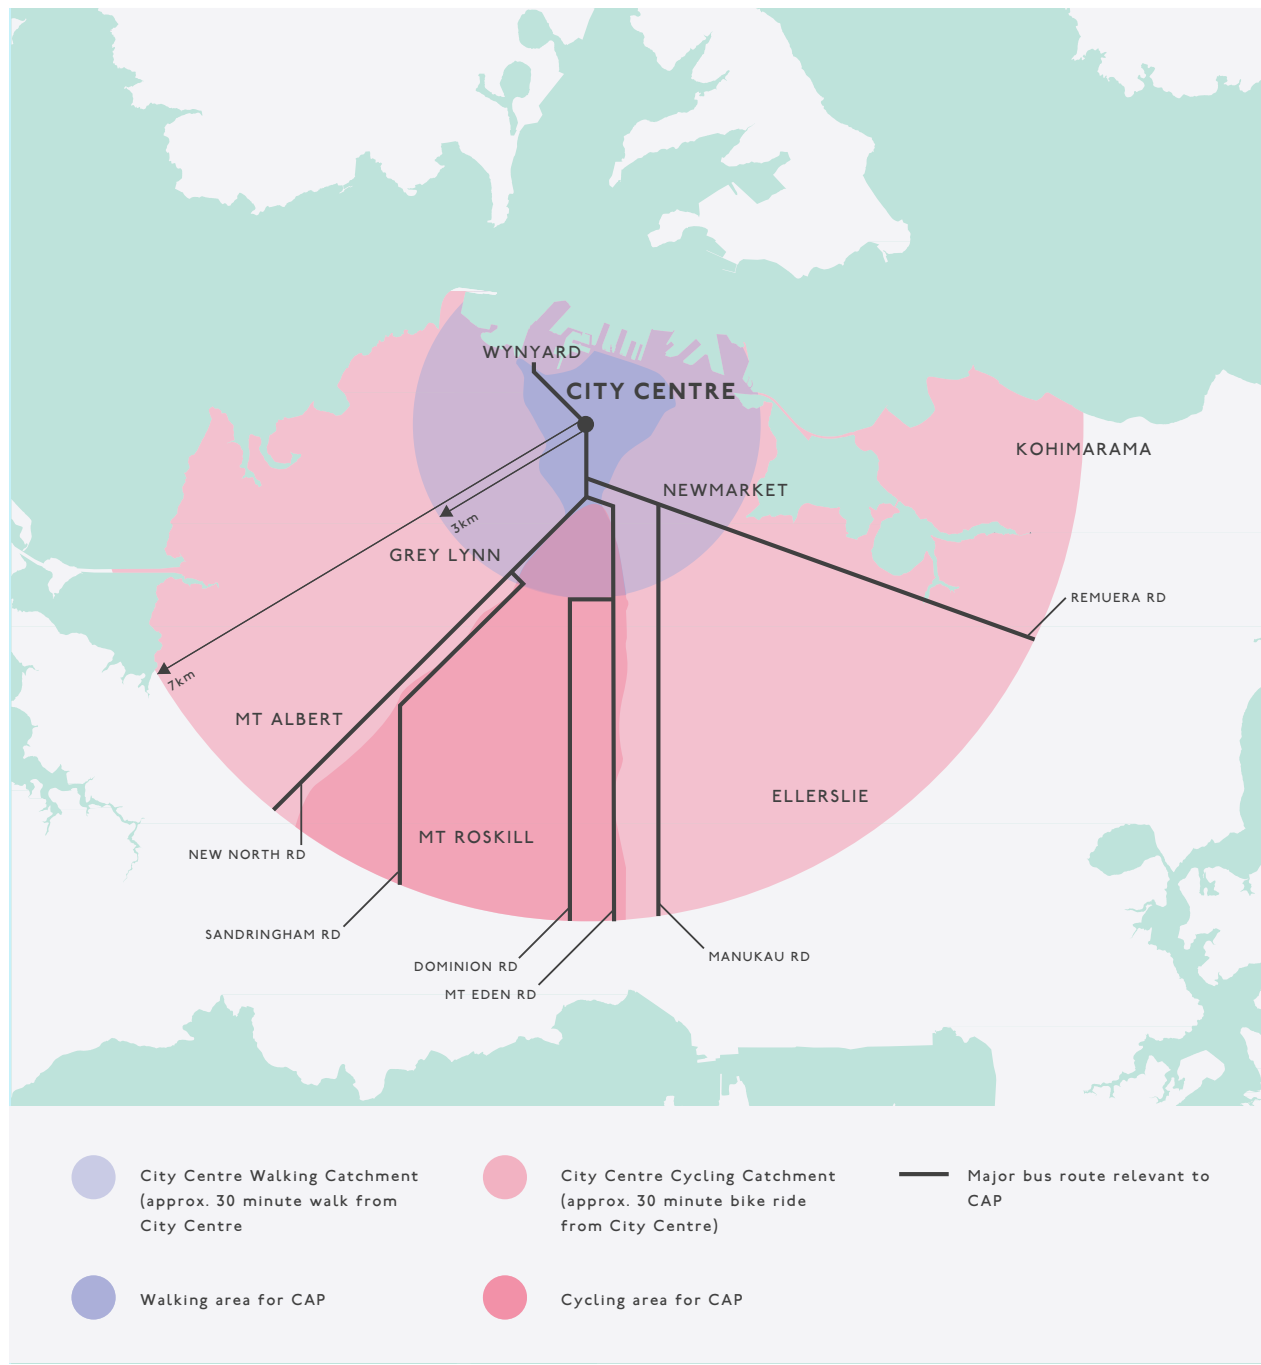 WYNYARD
CITY CENTRE
KOHIMARAMA
NEWMARKET
3km
GREY LYNN
REMUERA RD
7km
MT ALBERT
ELLERSLIE
MT ROSKILL
NEW NORTH RD
SANDRINGHAM RD
MANUKAU RD
DOMINION RD
MT EDEN RD
City Centre Walking Catchment
(approx. 30 minute walk from
City Centre
City Centre Cycling Catchment
(approx. 30 minute bike ride
from City Centre)
Major bus route relevant to
CAP
Walking area for CAP
Cycling area for CAP